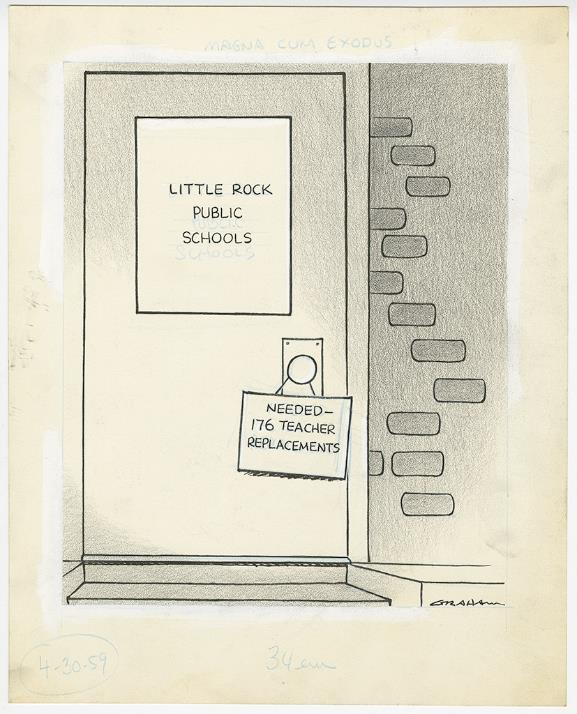 MAGNA CUM EXODUS
LITTLE ROCK
PUBLIC
SCHOOLS
SCHOOLS
NEEDED—
176 TEACHER
REPLACEMENTS
GRAHAM
4-30-59
34em